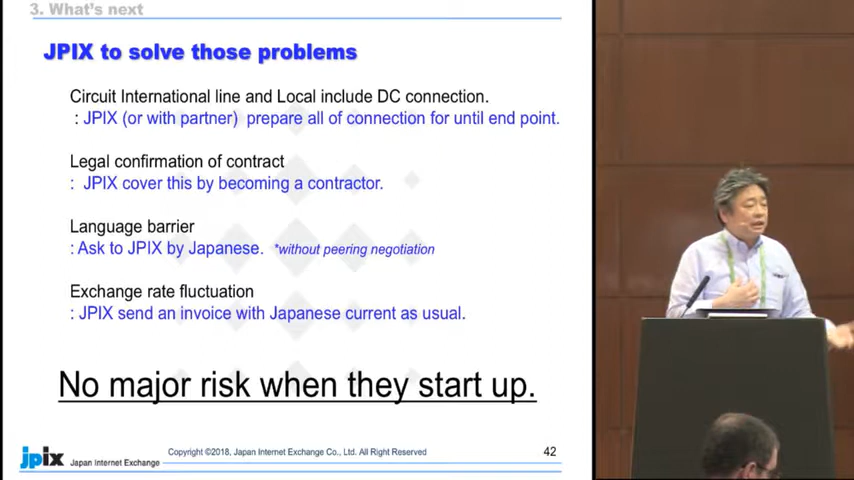 3. What's next
JPIX to solve those problems
Circuit International line and Local include DC connection.
: JPIX (or with partner) prepare all of connection for until end point.
Legal confirmation of contract
: JPIX cover this by becoming a contractor.
Language barrier
: Ask to JPIX by Japanese. *without peering negotiation
Exchange rate fluctuation
: JPIX send an invoice with Japanese current as usual.
No major risk when they start up.
jpix Japan Internet Exchange
Copyright ©2018, Japan Internet Exchange Co., Ltd. All Right Reserved
42